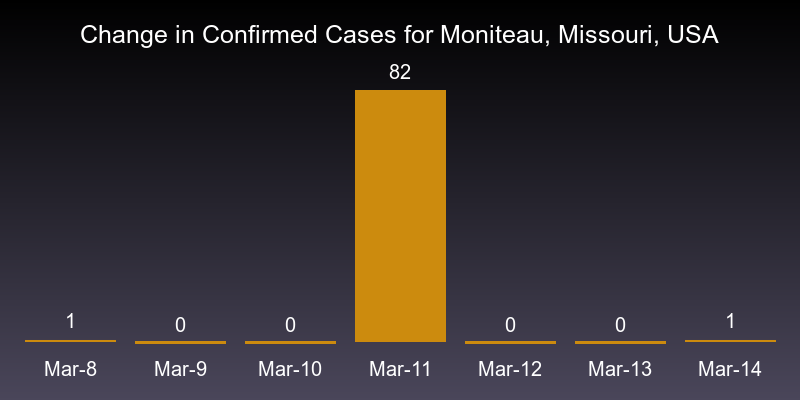 Change in Confirmed Cases for Moniteau, Missouri, USA
82
1 0 0 0 0 1
Mar-8 Mar-9 Mar-10 Mar-11 Mar-12 Mar-13 Mar-14